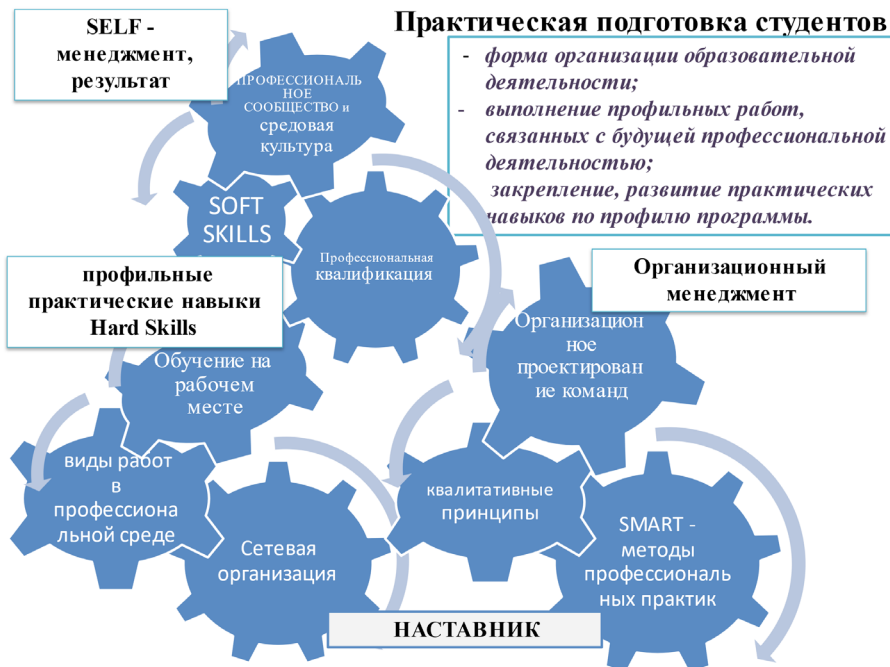 Практическая подготовка студентов
SELF -
менеджмент,
результат
- форма организации образовательной
деятельности;
- выполнение профильных работ,
связанных с будущей профессиональной
деятельностью;
закрепление, развитие практических
навыков по профилю программы.
ПРОФЕССИОНАЛЬ
НОЕ
СООБЩЕСТВО и
средовая
культура
SOFT
SKILLS
Профессиональная
квалификация
профильные
практические навыки
Hard Skills
Организационный
менеджмент
Организацион
ное
проектирован
ие команд
Обучение на
рабочем
месте
виды работ
в
профессиона
льной среде
Сетевая
организация
квалитативные
принципы
SMART -
методы
профессиональ
ных практик
НАСТАВНИК